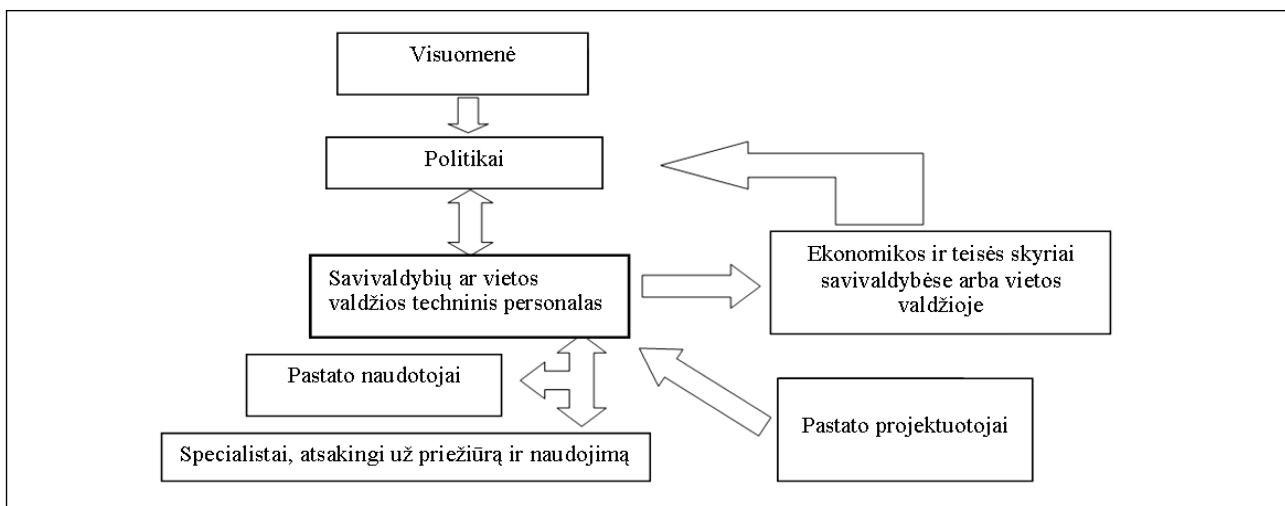 Visuomenė
Politikai
Savivaldybių ar vietos
valdžios techninis personalas
Ekonomikos ir teisės skyriai
savivaldybėse arba vietos
valdžioje
Pastato naudotojai
Pastato projektuotojai
Specialistai, atsakingi už priežiūrą ir naudojimą